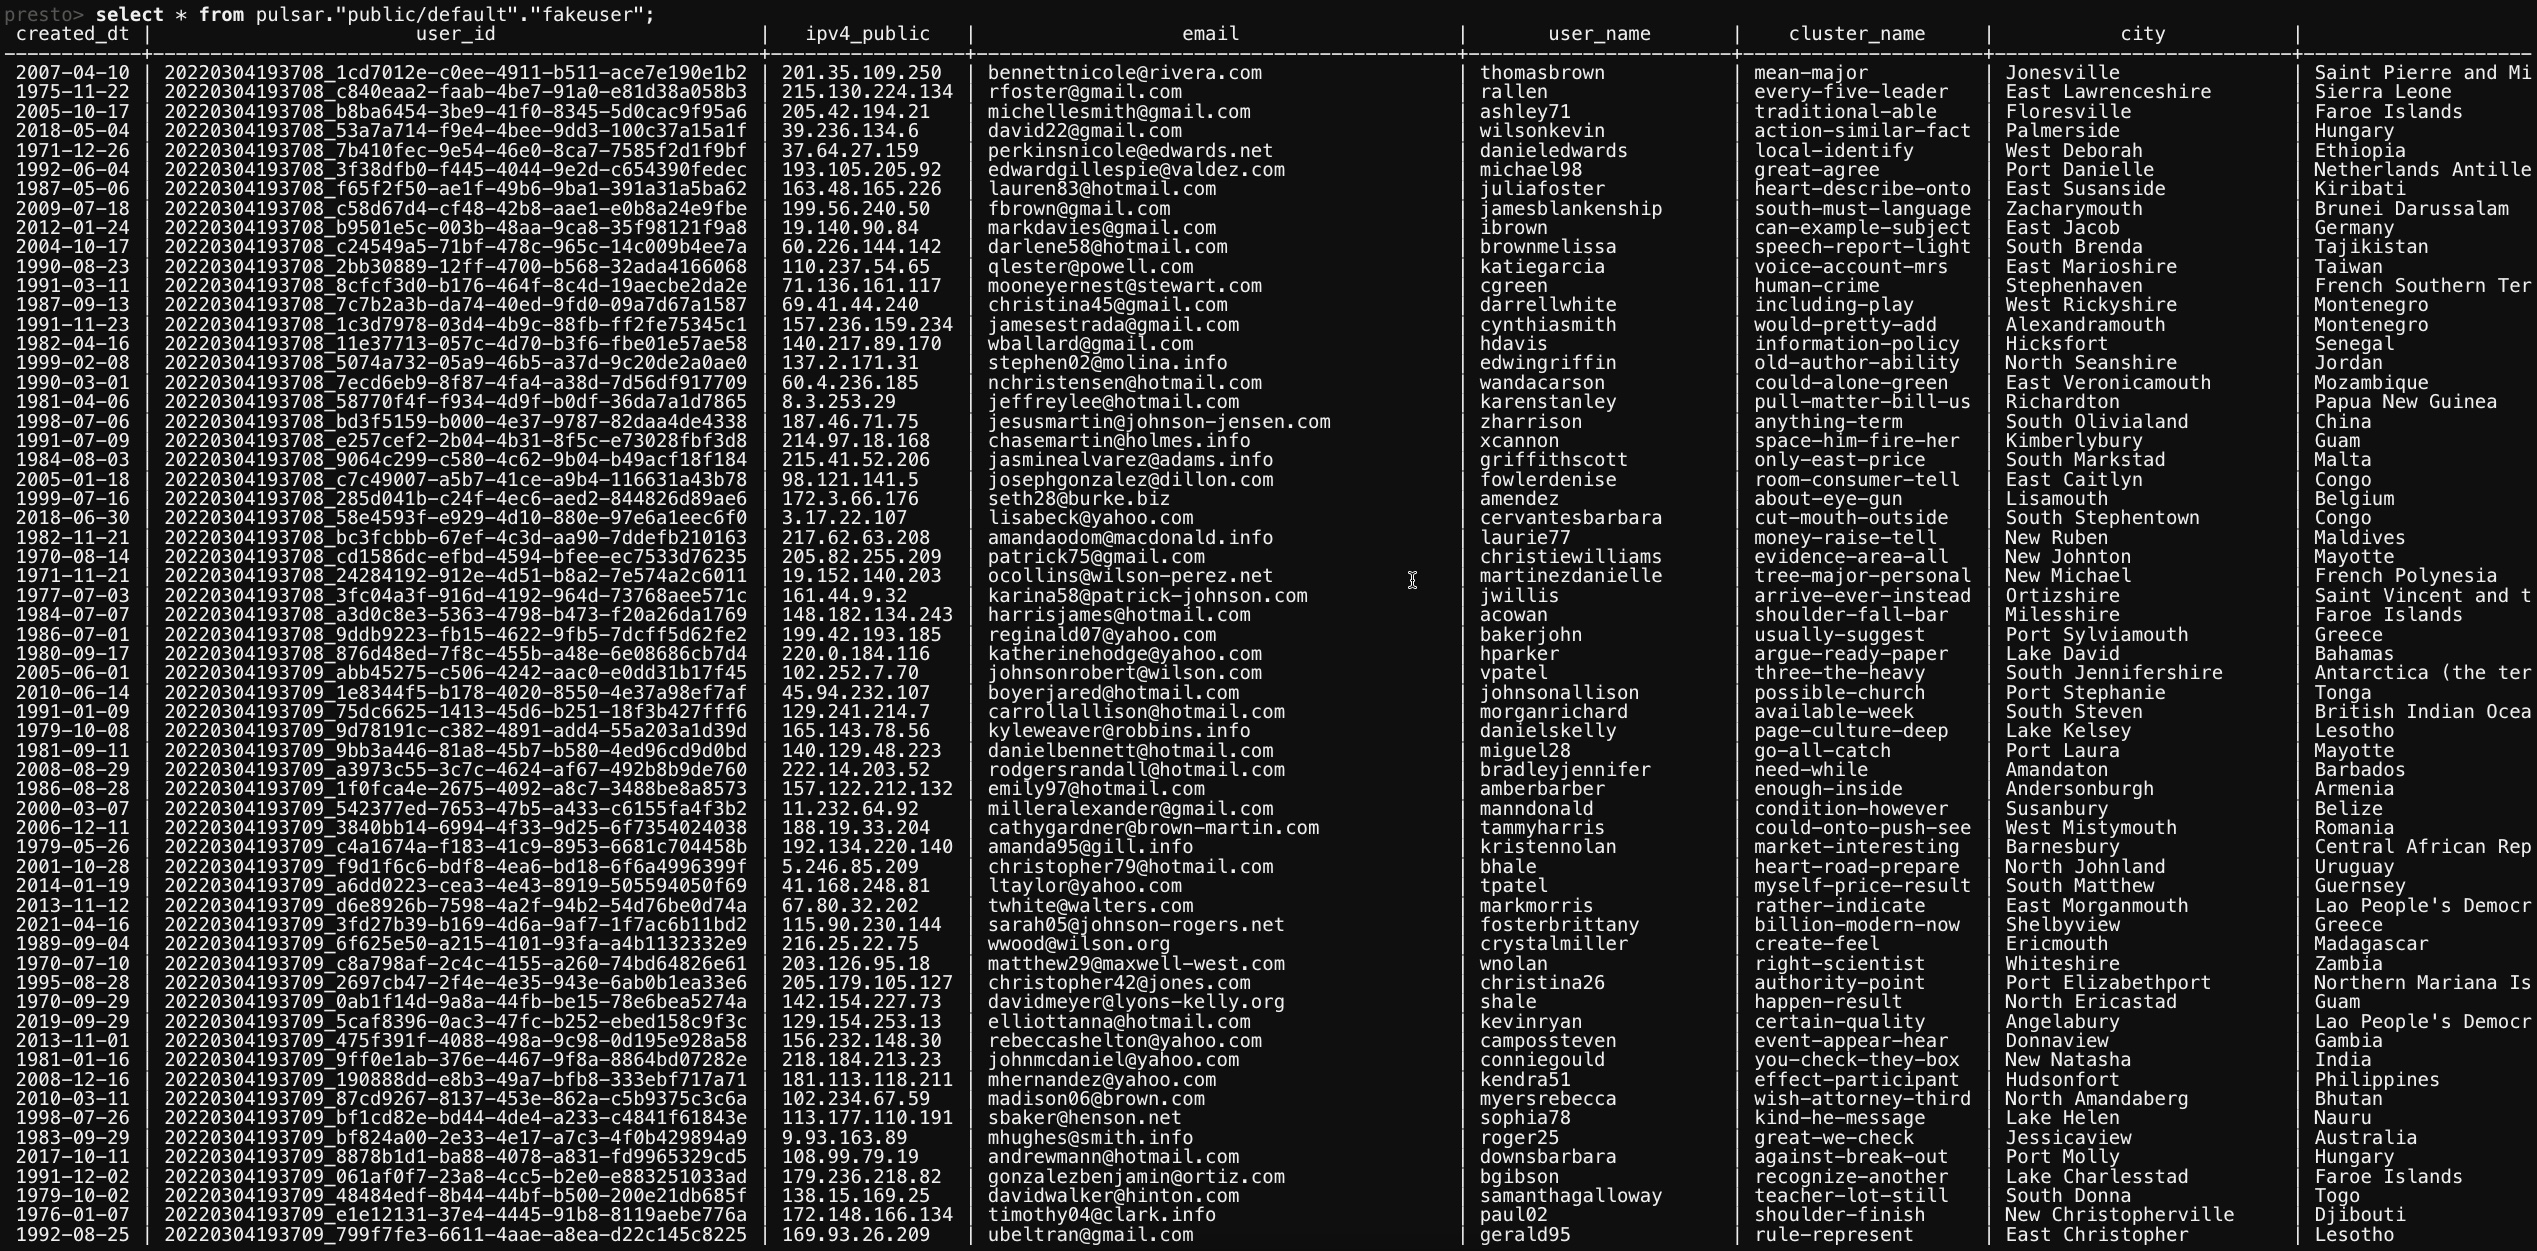 presto> select * from pulsar."public/default"."fakeuser";
created_dt | user_id | ipv4_public | email | user_name | cluster_name | city |
2007-04-10 | 20220304193708_1cd7012e-c0ee-4911-b511-ace7e190e1b2 | 201.35.109.250 | bennettnicole@rivera.com | thomasbrown | mean-major | Jonesville | Saint Pierre and Mi
1975-11-22 | 20220304193708_c840eaa2-faab-4be7-91a0-e81d38a058b3 | 215.130.224.134 | rfoster@gmail.com | rallen | every-five-leader | East Lawrenceshire | Sierra Leone
2005-10-17 | 20220304193708_b8ba6454-3be9-41f0-8345-5d0cac9f95a6 | 205.42.194.21 | michellesmith@gmail.com | ashley71 | traditional-able | Floresville | Faroe Islands
2018-05-04 | 20220304193708_53a7a714-f9e4-4bee-9dd3-100c37a15a1f | 39.236.134.6 | david22@gmail.com | wilsonkevin | action-similar-fact | Palmerside | Hungary
1971-12-26 | 20220304193708_7b410fec-9e54-46e0-8ca7-7585f2d1f9bf | 37.64.27.159 | perkinsnicole@edwards.net | danieledwards | local-identify | West Deborah | Ethiopia
1992-06-04 | 20220304193708_3f38dfb0-f445-4044-9e2d-c654390fedec | 193.105.205.92 | edwardgillespie@valdez.com | michael98 | great-agree | Port Danielle | Netherlands Antille
1987-05-06 | 20220304193708_f65f2f50-ae1f-49b6-9ba1-391a31a5ba62 | 163.48.165.226 | lauren83@hotmail.com | juliafoster | heart-describe-onto | East Susanside | Kiribati
2009-07-18 | 20220304193708_c58d67d4-cf48-42b8-aae1-e0b8a24e9fbe | 199.56.240.50 | fbrown@gmail.com | jamesblankenship | south-must-language | Zacharymouth | Brunei Darussalam
2012-01-24 | 20220304193708_b9501e5c-003b-48aa-9ca8-35f98121f9a8 | 19.140.90.84 | markdavies@gmail.com | ibrown | can-example-subject | East Jacob | Germany
2004-10-17 | 20220304193708_c24549a5-71bf-478c-965c-14c009b4ee7a | 60.226.144.142 | darlene58@hotmail.com | brownmelissa | speech-report-light | South Brenda | Tajikistan
1990-08-23 | 20220304193708_2bb30889-12ff-4700-b568-32ada4166068 | 110.237.54.65 | qlester@powell.com | katiegarcia | voice-account-mrs | East Marioshire | Taiwan
1991-03-11 | 20220304193708_8cfcf3d0-b176-464f-8c4d-19aecbe2da2e | 71.136.161.117 | mooneyernest@stewart.com | cgreen | human-crime | Stephenhaven | French Southern Ter
1987-09-13 | 20220304193708_7c7b2a3b-da74-40ed-9fd0-09a7d67a1587 | 69.41.44.240 | christina45@gmail.com | darrellwhite | including-play | West Rickyshire | Montenegro
1991-11-23 | 20220304193708_1c3d7978-03d4-4b9c-88fb-ff2fe75345c1 | 157.236.159.234 | jamesestrada@gmail.com | cynthiasmith | would-pretty-add | Alexandramouth | Montenegro
1982-04-16 | 20220304193708_11e37713-057c-4d70-b3f6-fbe01e57ae58 | 140.217.89.170 | wballard@gmail.com | hdavis | information-policy | Hicksfort | Senegal
1999-02-08 | 20220304193708_5074a732-05a9-46b5-a37d-9c20de2a0ae0 | 137.2.171.31 | stephen02@molina.info | edwingriffin | old-author-ability | North Seanshire | Jordan
1990-03-01 | 20220304193708_7ecd6eb9-8f87-4fa4-a38d-7d56df917709 | 60.4.236.185 | nchristensen@hotmail.com | wandacarson | could-alone-green | East Veronicamouth | Mozambique
1981-04-06 | 20220304193708_58770f4f-f934-4d9f-b0df-36da7a1d7865 | 8.3.253.29 | jeffreylee@hotmail.com | karenstanley | pull-matter-bill-us | Richardton | Papua New Guinea
1998-07-06 | 20220304193708_bd3f5159-b000-4e37-9787-82daa4de4338 | 187.46.71.75 | jesusmartin@johnson-jensen.com | zharrison | anything-term | South Olivialand | China
1991-07-09 | 20220304193708_e257cef2-2b04-4b31-8f5c-e73028fbf3d8 | 214.97.18.168 | chasemartin@holmes.info | xcannon | space-him-fire-her | Kimberlybury | Guam
1984-08-03 | 20220304193708_9064c299-c580-4c62-9b04-b49acf18f184 | 215.41.52.206 | jasminealvarez@adams.info | griffithscott | only-east-price | South Markstad | Malta
2005-01-18 | 20220304193708_c7c49007-a5b7-41ce-a9b4-116631a43b78 | 98.121.141.5 | josephgonzalez@dillon.com | fowlerdenise | room-consumer-tell | East Caitlyn | Congo
1999-07-16 | 20220304193708_285d041b-c24f-4ec6-aed2-844826d89ae6 | 172.3.66.176 | seth28@burke.biz | amendez | about-eye-gun | Lisamouth | Belgium
2018-06-30 | 20220304193708_58e4593f-e929-4d10-880e-97e6a1eec6f0 | 3.17.22.107 | lisabeck@yahoo.com | cervantesbarbara | cut-mouth-outside | South Stephentown | Congo
1982-11-21 | 20220304193708_bc3fcbbb-67ef-4c3d-aa90-7ddefb210163 | 217.62.63.208 | amandaodom@macdonald.info | laurie77 | money-raise-tell | New Ruben | Maldives
1970-08-14 | 20220304193708_cd1586dc-efbd-4594-bfee-ec7533d76235 | 205.82.255.209 | patrick75@gmail.com | christiewilliams | evidence-area-all | New Johnton | Mayotte
1971-11-21 | 20220304193708_24284192-912e-4d51-b8a2-7e574a2c6011 | 19.152.140.203 | ocollins@wilson-perez.net | martinezdanielle | tree-major-personal | New Michael | French Polynesia
1977-07-03 | 20220304193708_3fc04a3f-916d-4192-964d-73768aee571c | 161.44.9.32 | karina58@patrick-johnson.com | jwillis | arrive-ever-instead | Ortizshire | Saint Vincent and t
1984-07-07 | 20220304193708_a3d0c8e3-5363-4798-b473-f20a26da1769 | 148.182.134.243 | harrisjames@hotmail.com | acowan | shoulder-fall-bar | Milesshire | Faroe Islands
1986-07-01 | 20220304193708_9ddb9223-fb15-4622-9fb5-7dcff5d62fe2 | 199.42.193.185 | reginald07@yahoo.com | bakerjohn | usually-suggest | Port Sylviamouth | Greece
1980-09-17 | 20220304193708_876d48ed-7f8c-455b-a48e-6e08686cb7d4 | 220.0.184.116 | katherinehodge@yahoo.com | hparker | argue-ready-paper | Lake David | Bahamas
2005-06-01 | 20220304193709_abb45275-c506-4242-aac0-e0dd31b17f45 | 102.252.7.70 | johnsonrobert@wilson.com | vpatel | three-the-heavy | South Jennifershire | Antarctica (the ter
2010-06-14 | 20220304193709_1e8344f5-b178-4020-8550-4e37a98ef7af | 45.94.232.107 | boyerjared@hotmail.com | johnsonallison | possible-church | Port Stephanie | Tonga
1991-01-09 | 20220304193709_75dc6625-1413-45d6-b251-18f3b427fff6 | 129.241.214.7 | carrollallison@hotmail.com | morganrichard | available-week | South Steven | British Indian Ocea
1979-10-08 | 20220304193709_9d78191c-c382-4891-add4-55a203a1d39d | 165.143.78.56 | kyleweaver@robbins.info | danielskelly | page-culture-deep | Lake Kelsey | Lesotho
1981-09-11 | 20220304193709_9bb3a446-81a8-45b7-b580-4ed96cd9d0bd | 140.129.48.223 | danielbennett@hotmail.com | miguel28 | go-all-catch | Port Laura | Mayotte
2008-08-29 | 20220304193709_a3973c55-3c7c-4624-af67-492b8b9de760 | 222.14.203.52 | rodgersrandall@hotmail.com | bradleyjennifer | need-while | Amandaton | Barbados
1986-08-28 | 20220304193709_1f0fca4e-2675-4092-a8c7-3488be8a8573 | 157.122.212.132 | emily97@hotmail.com | amberbarber | enough-inside | Andersonburgh | Armenia
2000-03-07 | 20220304193709_542377ed-7653-47b5-a433-c6155fa4f3b2 | 11.232.64.92 | milleralexander@gmail.com | manndonald | condition-however | Susanbury | Belize
2006-12-11 | 20220304193709_3840bb14-6994-4f33-9d25-6f7354024038 | 188.19.33.204 | cathygardner@brown-martin.com | tammyharris | could-onto-push-see | West Mistymouth | Romania
1979-05-26 | 20220304193709_c4a1674a-f183-41c9-8953-6681c704458b | 192.134.220.140 | amanda95@gill.info | kristennolan | market-interesting | Barnesbury | Central African Rep
2001-10-28 | 20220304193709_f9d1f6c6-bdf8-4ea6-bd18-6f6a4996399f | 5.246.85.209 | christopher79@hotmail.com | bhale | heart-road-prepare | North Johnland | Uruguay
2014-01-19 | 20220304193709_a6dd0223-cea3-4e43-8919-505594050f69 | 41.168.248.81 | ltaylor@yahoo.com | tpatel | myself-price-result | South Matthew | Guernsey
2013-11-12 | 20220304193709_d6e8926b-7598-4a2f-94b2-54d76be0d74a | 67.80.32.202 | twhite@walters.com | markmorris | rather-indicate | East Morganmouth | Lao People's Democr
2021-04-16 | 20220304193709_3fd27b39-b169-4d6a-9af7-1f7ac6b11bd2 | 115.90.230.144 | sarah05@johnson-rogers.net | fosterbrittany | billion-modern-now | Shelbyview | Greece
1989-09-04 | 20220304193709_6f625e50-a215-4101-93fa-a4b1132332e9 | 216.25.22.75 | wwood@wilson.org | crystalmiller | create-feel | Ericmouth | Madagascar
1970-07-10 | 20220304193709_c8a798af-2c4c-4155-a260-74bd64826e61 | 203.126.95.18 | matthew29@maxwell-west.com | wnolan | right-scientist | Whiteshire | Zambia
1995-08-28 | 20220304193709_2697cb47-2f4e-4e35-943e-6ab0b1ea33e6 | 205.179.105.127 | christopher42@jones.com | christina26 | authority-point | Port Elizabethport | Northern Mariana Is
1970-09-29 | 20220304193709_0ab1f14d-9a8a-44fb-be15-78e6bea5274a | 142.154.227.73 | davidmeyer@lyons-kelly.org | shale | happen-result | North Ericastad | Guam
2019-09-29 | 20220304193709_5caf8396-0ac3-47fc-b252-ebed158c9f3c | 129.154.253.13 | elliottanna@hotmail.com | kevinryan | certain-quality | Angelabury | Lao People's Democr
2013-11-01 | 20220304193709_475f391f-4088-498a-9c98-0d195e928a58 | 156.232.148.30 | rebeccashelton@yahoo.com | campossteven | event-appear-hear | Donnaview | Gambia
1981-01-16 | 20220304193709_9ff0e1ab-376e-4467-9f8a-8864bd07282e | 218.184.213.23 | johnmcdaniel@yahoo.com | conniegould | you-check-they-box | New Natasha | India
2008-12-16 | 20220304193709_190888dd-e8b3-49a7-bfb8-333ebf717a71 | 181.113.118.211 | mhernandez@yahoo.com | kendra51 | effect-participant | Hudsonfort | Philippines
2010-03-11 | 20220304193709_87cd9267-8137-453e-862a-c5b9375c3c6a | 102.234.67.59 | madison06@brown.com | myersrebecca | wish-attorney-third | North Amandaberg | Bhutan
1998-07-26 | 20220304193709_bf1cd82e-bd44-4de4-a233-c4841f61843e | 113.177.110.191 | sbaker@henson.net | sophia78 | kind-he-message | Lake Helen | Nauru
1983-09-29 | 20220304193709_bf824a00-2e33-4e17-a7c3-4f0b429894a9 | 9.93.163.89 | mhughes@smith.info | roger25 | great-we-check | Jessicaview | Australia
2017-10-11 | 20220304193709_8878b1d1-ba88-4078-a831-fd9965329cd5 | 108.99.79.19 | andrewmann@hotmail.com | downsbarbara | against-break-out | Port Molly | Hungary
1991-12-02 | 20220304193709_061af0f7-23a8-4cc5-b2e0-e883251033ad | 179.236.218.82 | gonzalezbenjamin@ortiz.com | bgibson | recognize-another | Lake Charlesstad | Faroe Islands
1979-10-02 | 20220304193709_48484edf-8b44-44bf-b500-200e21db685f | 138.15.169.25 | davidwalker@hinton.com | samanthagalloway | teacher-lot-still | South Donna | Togo
1976-01-07 | 20220304193709_e1e12131-37e4-4445-91b8-8119aebe776a | 172.148.166.134 | timothy04@clark.info | paul02 | shoulder-finish | New Christopherville | Djibouti
1992-08-25 | 20220304193709_799f7fe3-6611-4aae-a8ea-d22c145c8225 | 169.93.26.209 | ubeltran@gmail.com | gerald95 | rule-represent | East Christopher | Lesotho